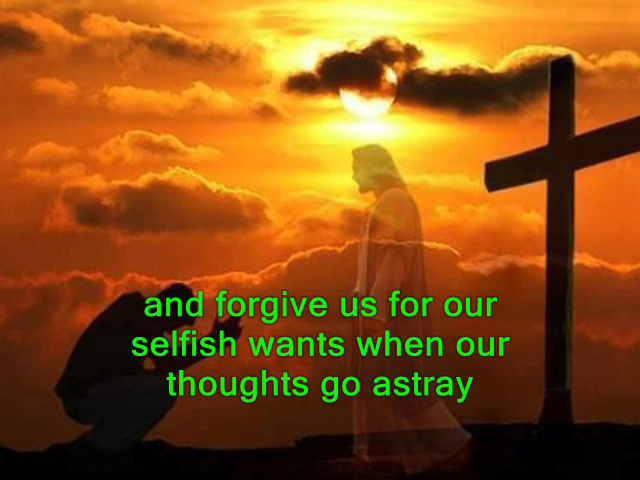 and forgive us for our
selfish wants when our
thoughts go astray